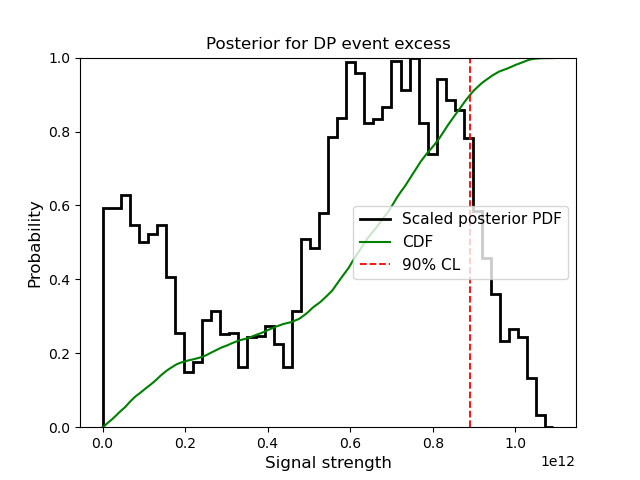 Posterior for DP event excess
1.0
0.8
0.6
0.4
0.2
0.0
Probability
Scaled posterior PDF
CDF
90% CL
0.0 0.2 0.4 0.6 0.8 1.0
1e12
Signal strength